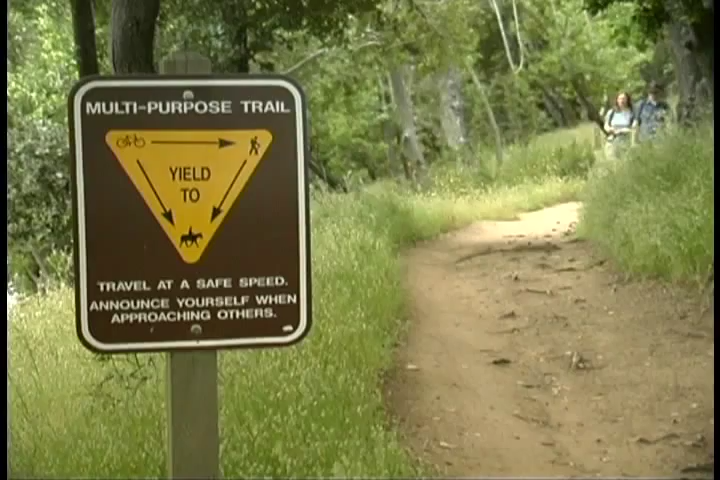 MULTI-PURPOSE TRAIL
YIELD
TO
TRAVEL AT A SAFE SPEED.
ANNOUNCE YOURSELF WHEN
APPROACHING OTHERS.